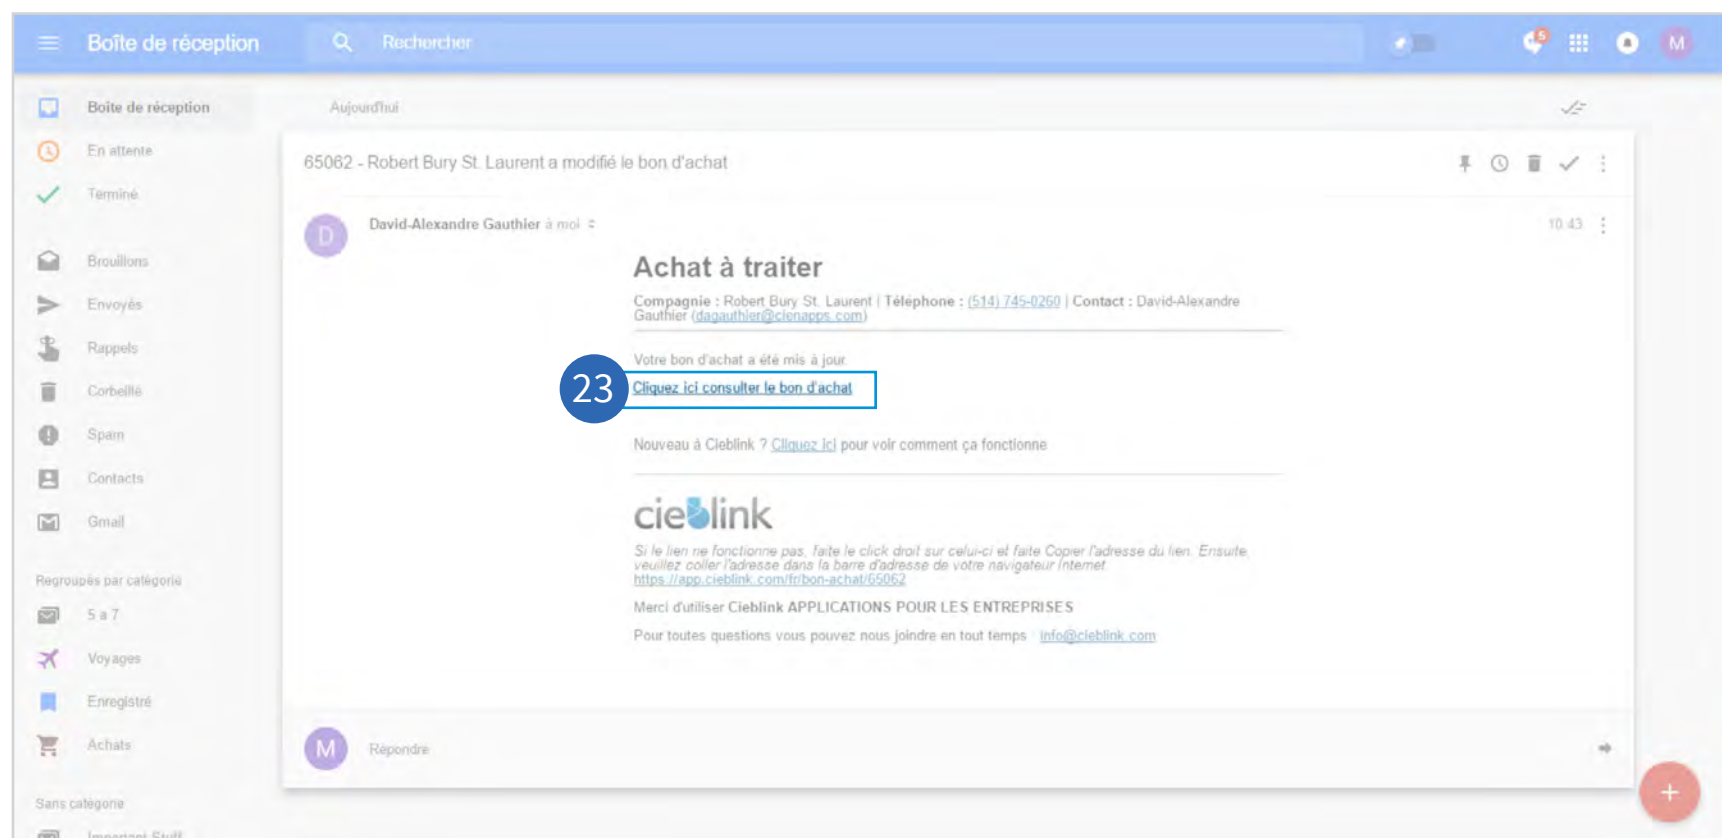 Boîte de réception
Rechercher
5
M
Boîte de réception
Aujourd'hui
En attente
Terminé
Brouillons
Envoyés
Rappels
Corbeille
Spam
Contacts
Gmail
Regroupés par catégorie
5 a 7
Voyages
Enregistré
Achats
Sans catégorie
Important Stuff
65062 - Robert Bury St. Laurent a modifié le bon d'achat
D
David-Alexandre Gauthier à moi
10:43
Achat à traiter
Compagnie : Robert Bury St. Laurent | Téléphone : (514) 745-0260 | Contact : David-Alexandre
Gauthier (dagauthier@cienapps.com)
Votre bon d'achat a été mis à jour.
23
Cliquez ici consulter le bon d'achat
Nouveau à Cieblink ? Cliquez ici pour voir comment ça fonctionne
cieblink
Si le lien ne fonctionne pas, faite le click droit sur celui-ci et faite Copier l'adresse du lien. Ensuite,
veuillez coller l'adresse dans la barre d'adresse de votre navigateur Internet.
https://app.cieblink.com/fr/bon-achat/65062
Merci d'utiliser Cieblink APPLICATIONS POUR LES ENTREPRISES
Pour toutes questions vous pouvez nous joindre en tout temps : info@cieblink.com
M
Répondre